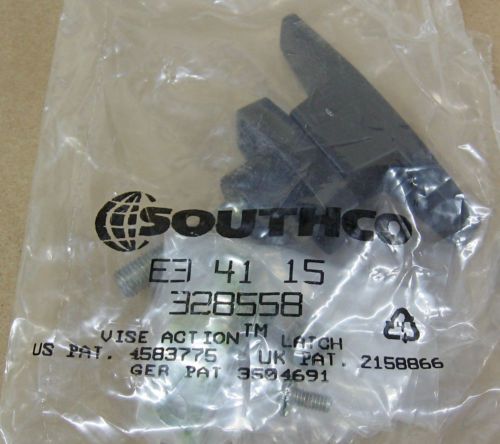 SOUTHCO
E3 41 15
328558
VISE ACTION™ LATCH
US PAT. 4583775 UK PAT. 2158866
GER PAT 3504691